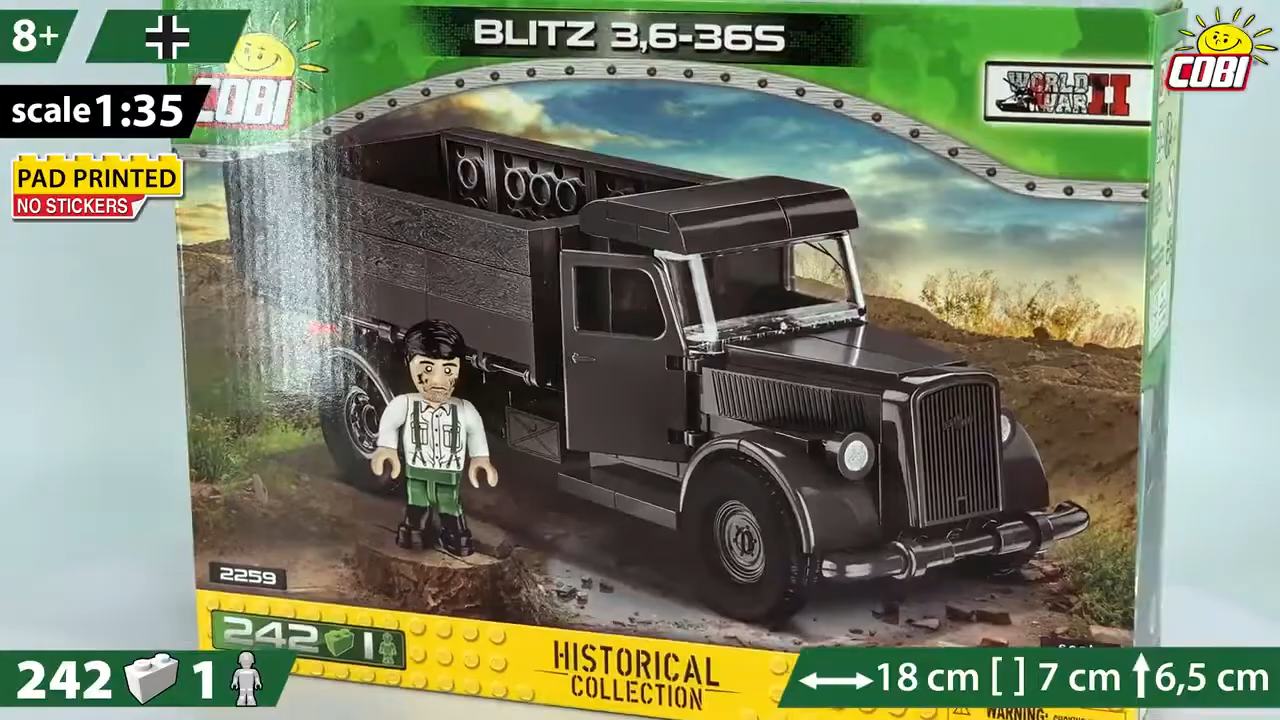 8+
COBI
scale 1:35
PAD PRINTED
NO STICKERS
BLITZ 3,6-36S
WORLD WAR II
COBI
2259
242 1
HISTORICAL
COLLECTION
242 1
18 cm [ ] 7 cm 6,5 cm
WARNING: